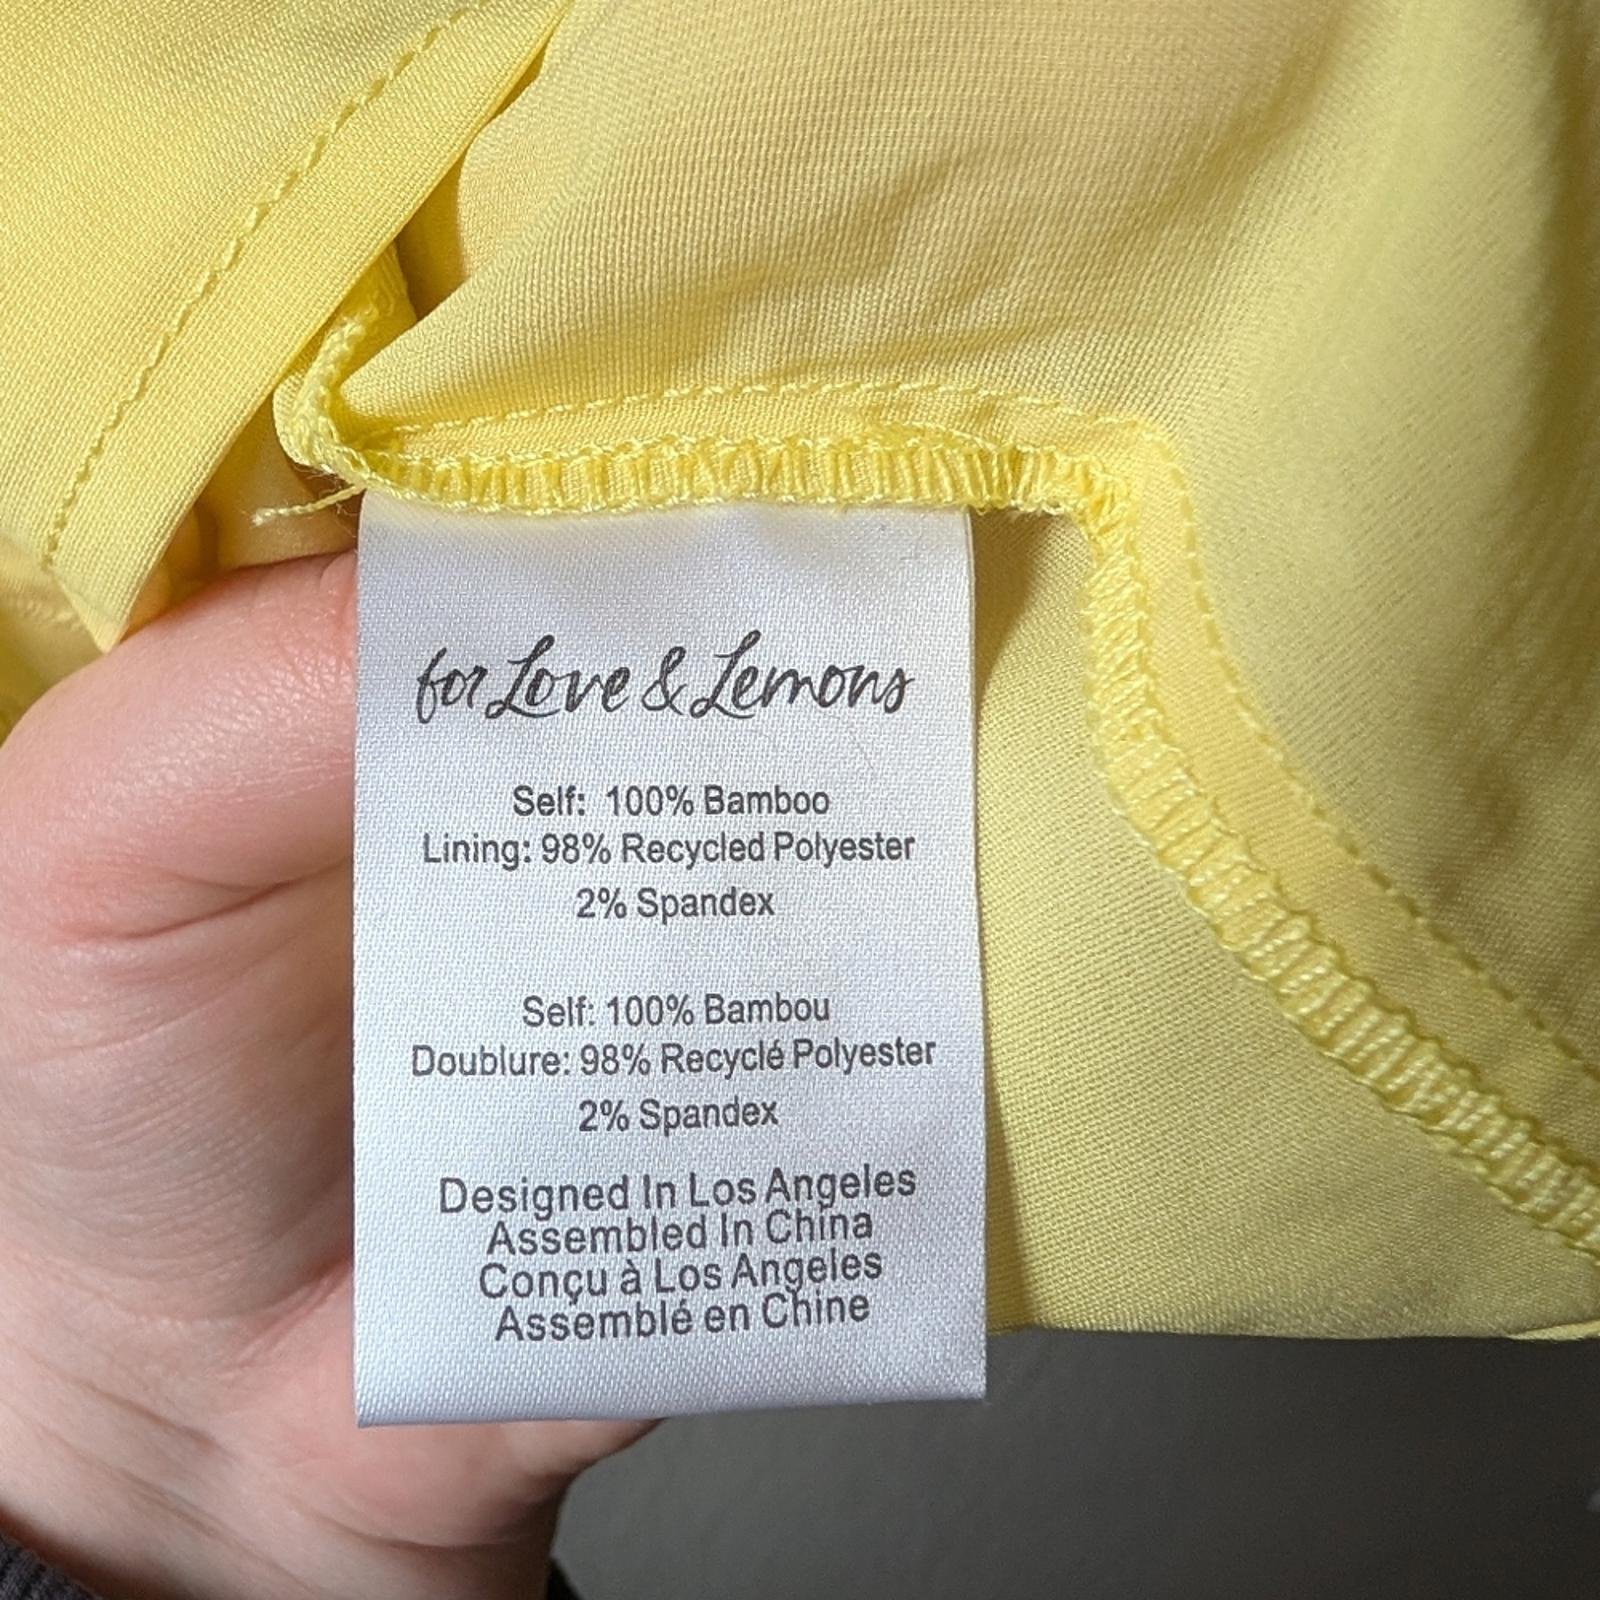 for Love & Lemons
Self: 100% Bamboo
Lining: 98% Recycled Polyester
2% Spandex
Self: 100% Bambou
Doublure: 98% Recyclé Polyester
2% Spandex
Designed In Los Angeles
Assembled In China
Conçu à Los Angeles
Assemblé en Chine